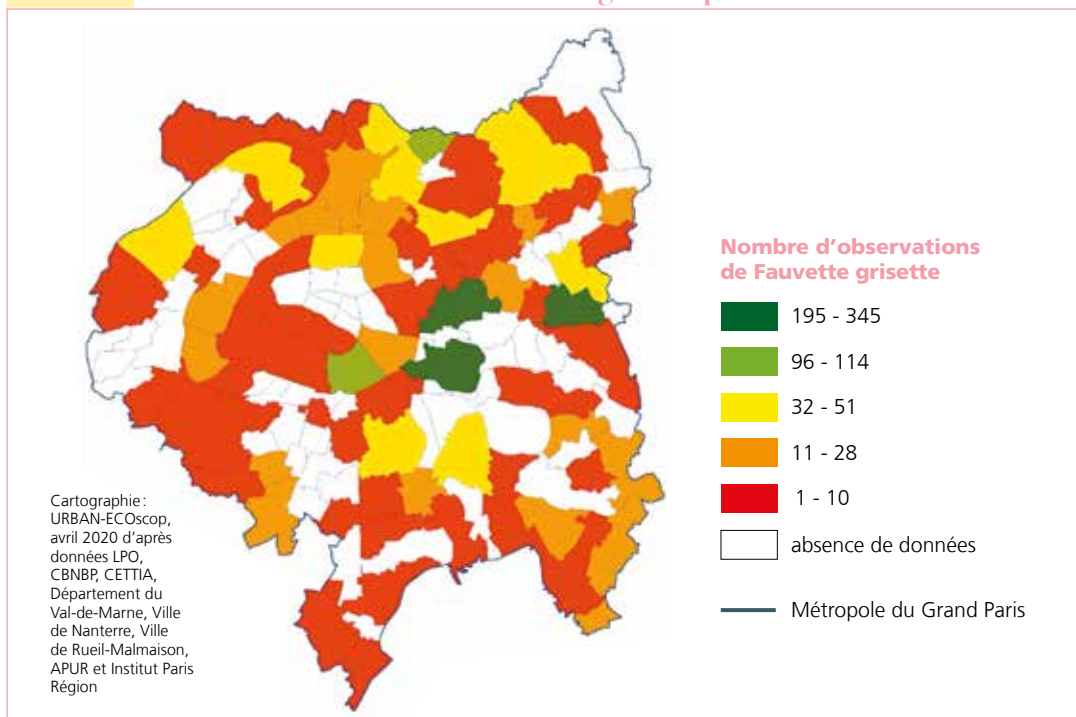 Nombre d'observations
de Fauvette grisette
195 - 345
96 - 114
32 - 51
11 - 28
1 - 10
absence de données
Métropole du Grand Paris
Cartographie :
URBAN-ECOscop,
avril 2020 d'après
données LPO,
CBNBP, CETTIA,
Département du
Val-de-Marne, Ville
de Nanterre, Ville
de Rueil-Malmaison,
APUR et Institut Paris
Région